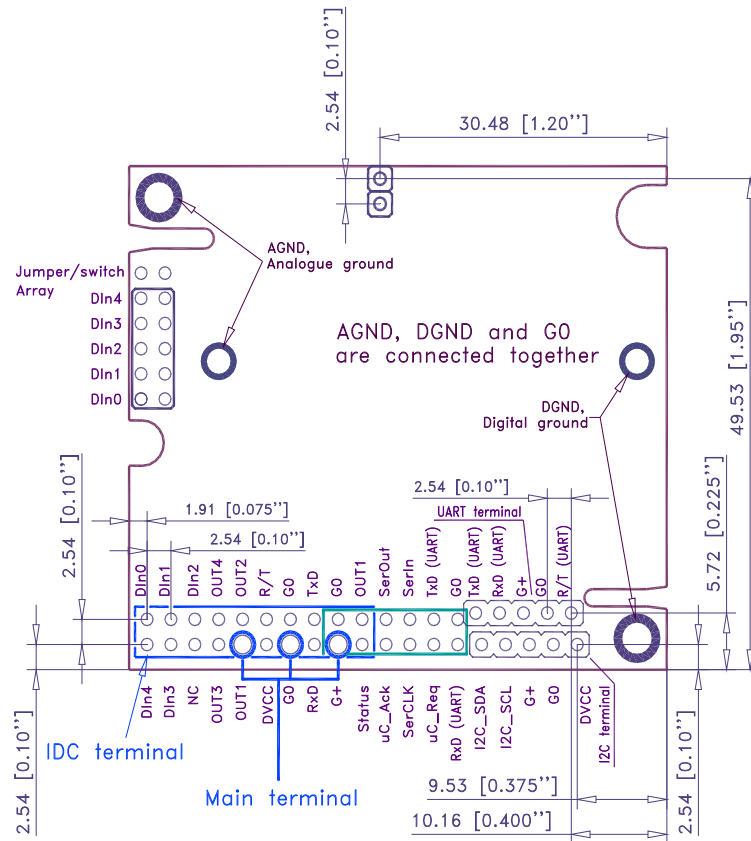 2.54 [0.10'']
30.48 [1.20'']
AGND,
Analogue ground
Jumper/switch
Array
DIn4
DIn3
DIn2
DIn1
DIn0
AGND, DGND and G0
are connected together
49.53 [1.95'']
DGND,
Digital ground
2.54 [0.10'']
1.91 [0.075'']
2.54 [0.10'']
2.54 [0.10'']
UART terminal
5.72 [0.225'']
DIn0
DIn1
DIn2
OUT4
OUT2
R/T
G0
TxD
G0
OUT1
SerOut
SerIn
TxD (UART)
G0
TxD (UART)
RxD (UART)
G+
G0
R/T (UART)
DIn4
DIn3
NC
OUT3
OUT1
DVCC
G0
RxD
G+
Status
uC_Ack
SerCLK
uC_Req
RxD (UART)
I2C_SDA
I2C_SCL
G+
G0
DVCC
I2C terminal
IDC terminal
Main terminal
2.54 [0.10'']
9.53 [0.375'']
10.16 [0.400'']
2.54 [0.10'']